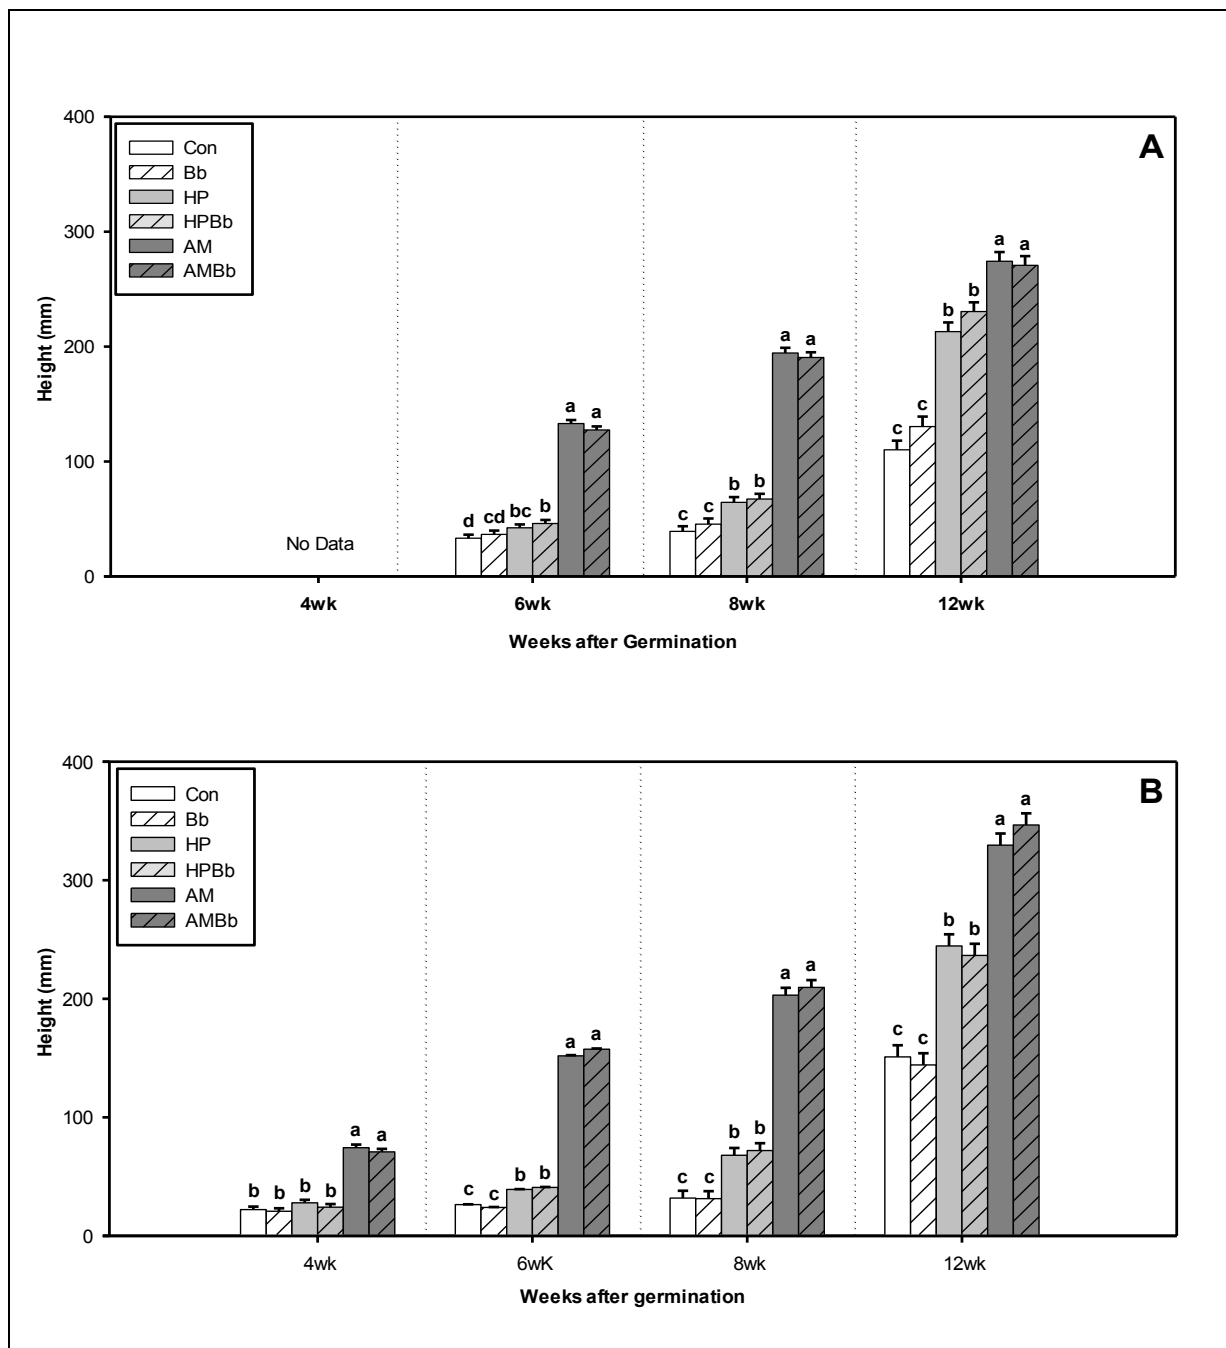 A
400
300
200
100
0
Height (mm)
Con
Bb
HP
HPBb
AM
AMBb
No Data
d cd bc b a a
c c b b a a
c c b b a a
4wk 6wk 8wk 12wk
Weeks after Germination
B
400
300
200
100
0
Height (mm)
Con
Bb
HP
HPBb
AM
AMBb
b b b b a a
c c b b a a
c c b b a a
c c b b a a
4wk 6wK 8wk 12wk
Weeks after germination